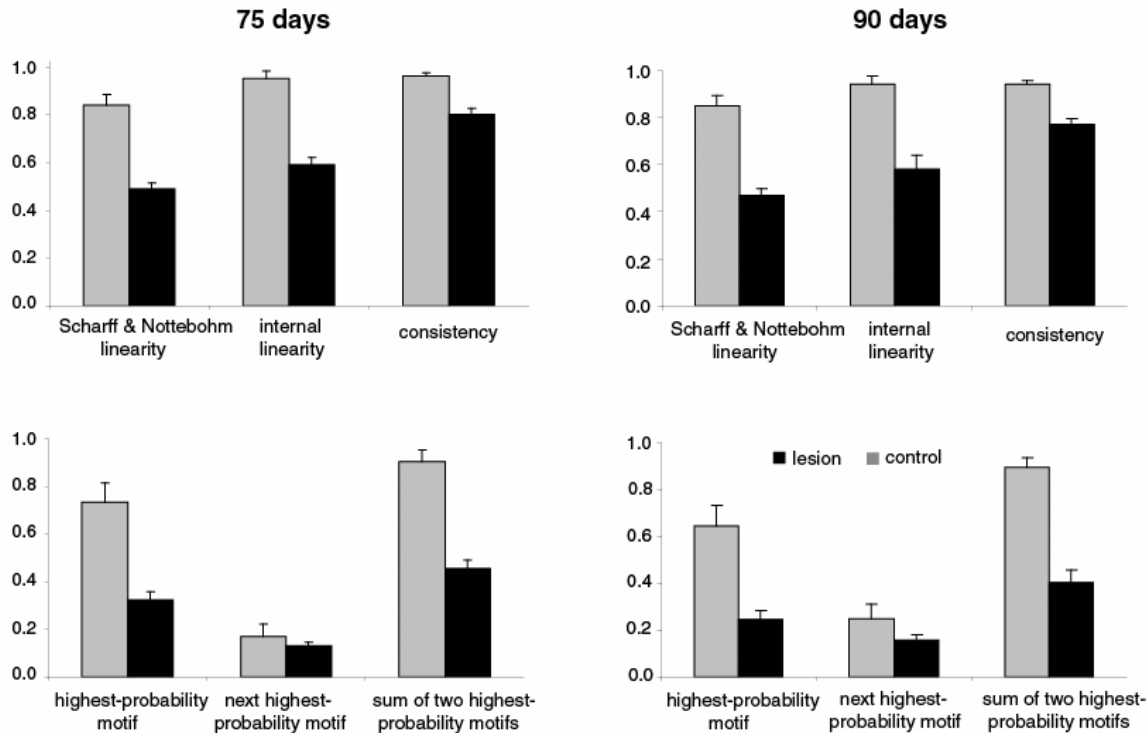 75 days
90 days
1.0
0.8
0.6
0.4
0.2
0.0
Scharff & Nottebohm
linearity
internal
linearity
consistency
1.0
0.8
0.6
0.4
0.2
0.0
Scharff & Nottebohm
linearity
internal
linearity
consistency
1.0
0.8
0.6
0.4
0.2
0.0
highest-probability
motif
next highest-
probability motif
sum of two highest-
probability motifs
1.0
lesion control
0.8
0.6
0.4
0.2
0.0
highest-probability
motif
next highest-
probability motif
sum of two highest-
probability motifs